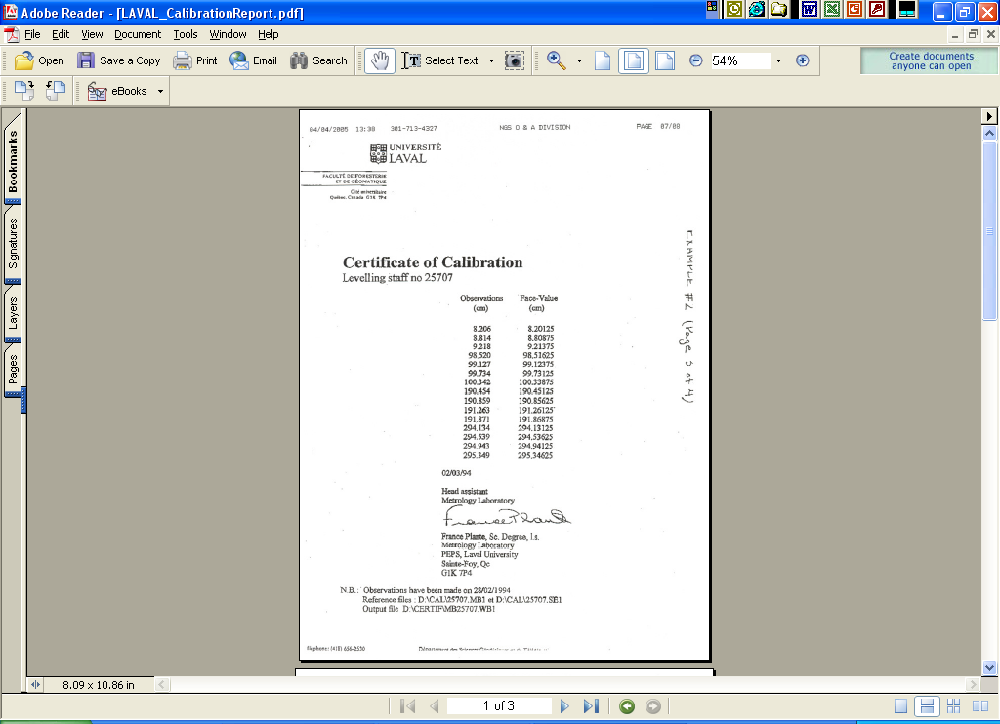 Adobe Reader - [LAVAL_CalibrationReport.pdf]
File Edit View Document Tools Window Help
Open Save a Copy Print Email Search Select Text 54% Create documents anyone can open
eBooks
Bookmarks
Signatures
Layers
Pages
04/04/2005 13:38 301-713-4327 NGS O & A DIVISION PAGE 07/08
UNIVERSITÉ
LAVAL
FACULTÉ DE FORESTERIE
ET DE GÉOMATIQUE
Cité universitaire
Québec, Canada G1K 7P4
EXAMPLE #2 (Page 3 of 4)
Certificate of Calibration
Levelling staff no 25707
Observations Face-Value
(cm) (cm)
8.206 8.20125
8.814 8.80875
9.218 9.21375
98.520 98.51625
99.127 99.12375
99.734 99.73125
100.342 100.33875
190.454 190.45125
190.859 190.85625
191.263 191.26125
191.871 191.86875
294.134 294.13125
294.539 294.53625
294.943 294.94125
295.349 295.34625
02/03/94
Head assistant
Metrology Laboratory
France Plante
France Plante, Sc. Degree, l.s.
Metrology Laboratory
PEPS, Laval University
Sainte-Foy, Qc
G1K 7P4
N.B.: Observations have been made on 28/02/1994
Reference files : D:\CAL\25707.MB1 et D:\CAL\25707.SE1
Output file D:\CERTIF\MB25707.WB1
Téléphone: (418) 656-2530 Département des Sciences
8.09 x 10.86 in
1 of 3